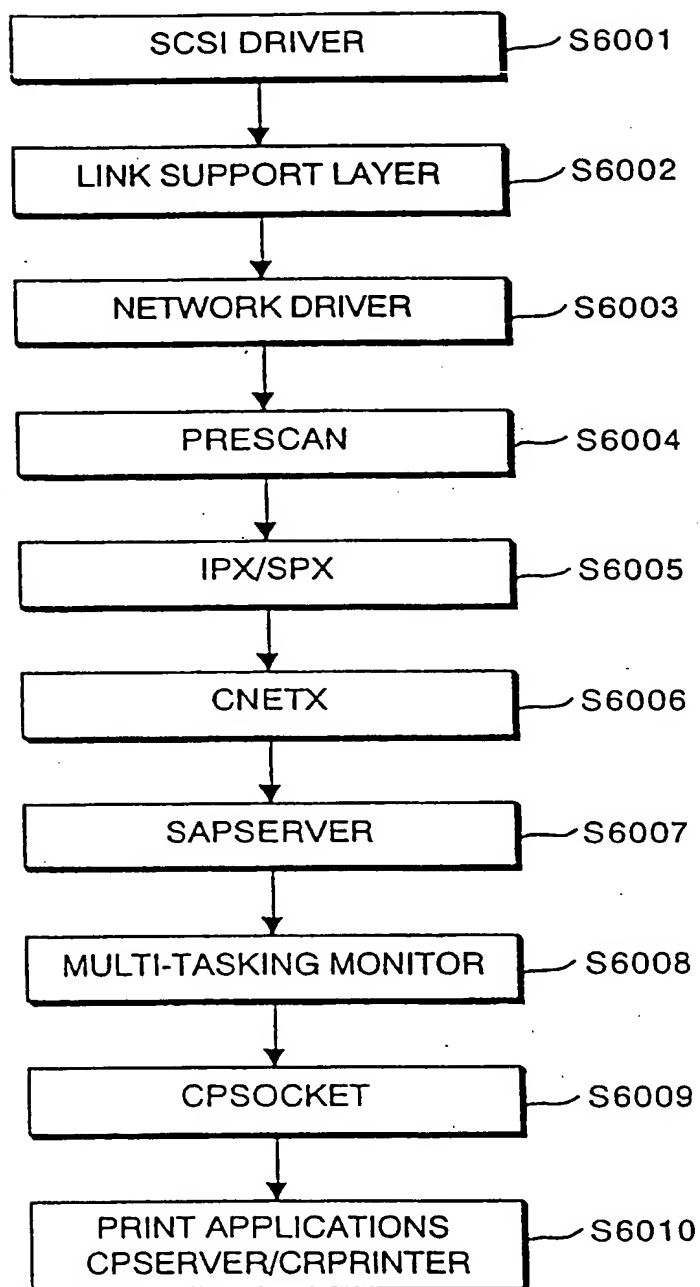 SCSI DRIVER S6001
LINK SUPPORT LAYER S6002
NETWORK DRIVER S6003
PRESCAN S6004
IPX/SPX S6005
CNETX S6006
SAPSERVER S6007
MULTI-TASKING MONITOR S6008
CPSOCKET S6009
PRINT APPLICATIONS S6010
CPSERVER/CRPRINTER